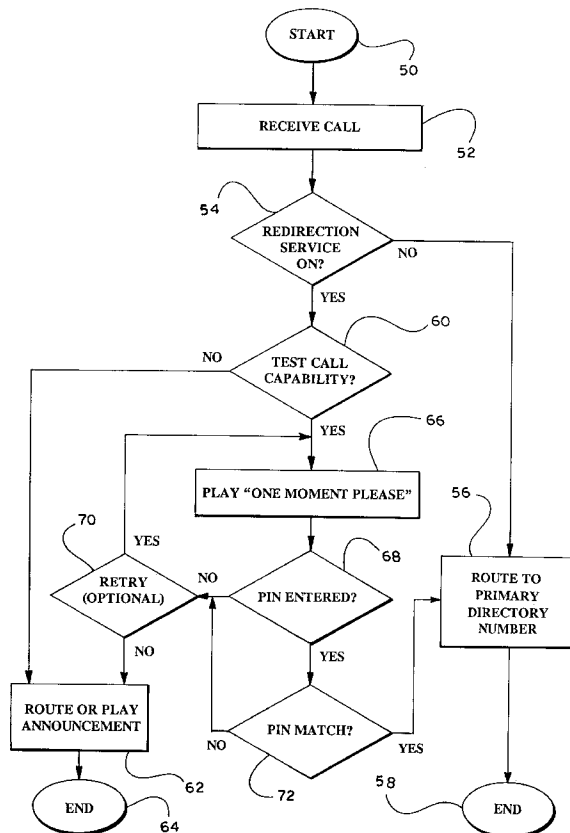 START
50
RECEIVE CALL
52
54
REDIRECTION
SERVICE
ON?
NO
YES
60
NO
TEST CALL
CAPABILITY?
YES
66
PLAY “ONE MOMENT PLEASE”
56
70
YES
68
RETRY
(OPTIONAL)
NO
PIN ENTERED?
ROUTE TO
PRIMARY
DIRECTORY
NUMBER
NO
YES
ROUTE OR PLAY
ANNOUNCEMENT
NO
PIN MATCH?
YES
62
72
58
END
64
END